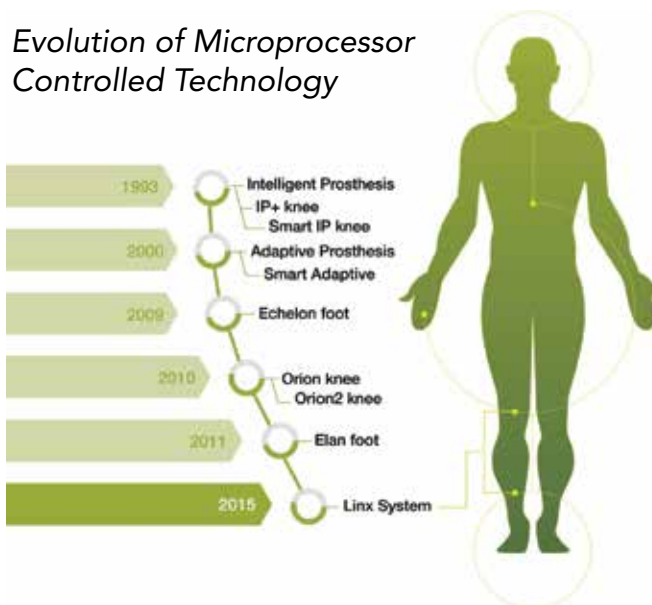 Evolution of Microprocessor
Controlled Technology
1993
Intelligent Prosthesis
IP+ knee
Smart IP knee
2000
Adaptive Prosthesis
Smart Adaptive
2009
Echelon foot
2010
Orion knee
Orion2 knee
2011
Elan foot
2015
Linx System